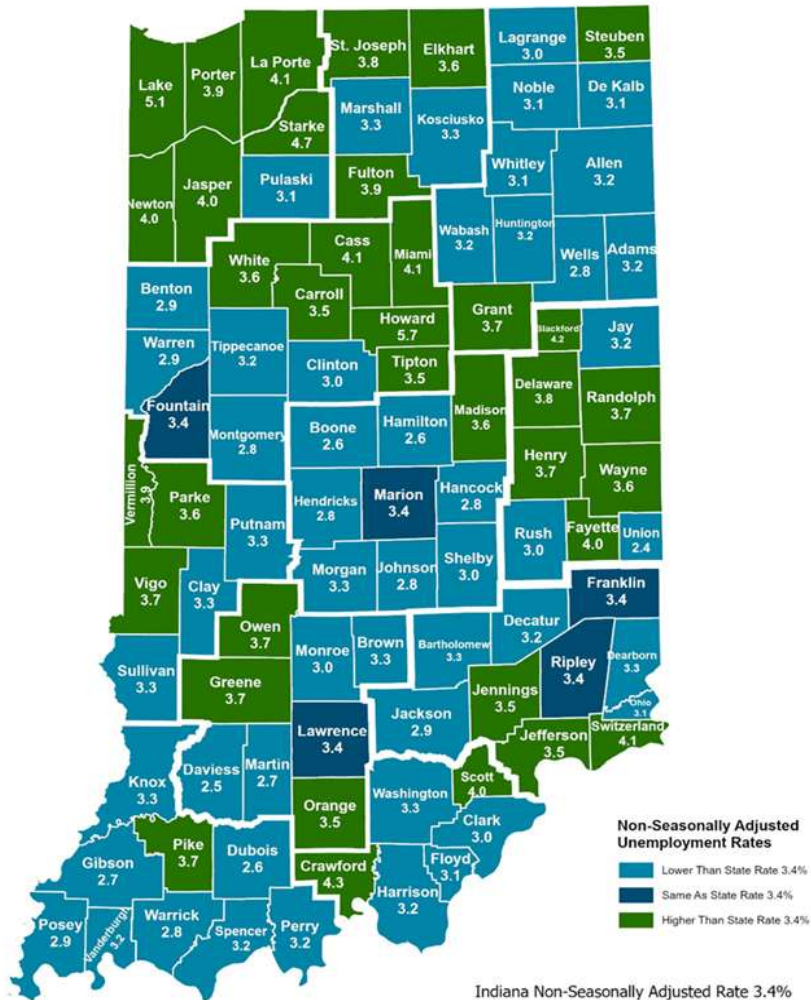 Lake
5.1
Porter
3.9
La Porte
4.1
St. Joseph
3.8
Elkhart
3.6
Lagrange
3.0
Steuben
3.5
Noble
3.1
De Kalb
3.1
Marshall
3.3
Kosciusko
3.3
Starke
4.7
Whitley
3.1
Allen
3.2
Newton
4.0
Jasper
4.0
Pulaski
3.1
Fulton
3.9
Wabash
3.2
Huntington
3.2
Wells
2.8
Adams
3.2
White
3.6
Cass
4.1
Miami
4.1
Benton
2.9
Carroll
3.5
Howard
5.7
Grant
3.7
Blackford
4.2
Jay
3.2
Warren
2.9
Tippecanoe
3.2
Clinton
3.0
Tipton
3.5
Fountain
3.4
Montgomery
2.8
Boone
2.6
Hamilton
2.6
Madison
3.6
Delaware
3.8
Randolph
3.7
Henry
3.7
Wayne
3.6
Vermillion
3.9
Parke
3.6
Putnam
3.3
Hendricks
2.8
Marion
3.4
Hancock
2.8
Rush
3.0
Fayette
4.0
Union
2.4
Vigo
3.7
Clay
3.3
Morgan
3.3
Johnson
2.8
Shelby
3.0
Franklin
3.4
Owen
3.7
Decatur
3.2
Sullivan
3.3
Greene
3.7
Monroe
3.0
Brown
3.3
Bartholomew
3.3
Ripley
3.4
Dearborn
3.3
Ohio
3.1
Jennings
3.5
Lawrence
3.4
Jackson
2.9
Jefferson
3.5
Switzerland
4.1
Knox
3.3
Daviess
2.5
Martin
2.7
Orange
3.5
Washington
3.3
Scott
4.0
Clark
3.0
Gibson
2.7
Pike
3.7
Dubois
2.6
Crawford
4.3
Floyd
3.1
Harrison
3.2
Posey
2.9
Vanderburgh
3.2
Warrick
2.8
Spencer
3.2
Perry
3.2
Non-Seasonally Adjusted
Unemployment Rates
Lower Than State Rate 3.4%
Same As State Rate 3.4%
Higher Than State Rate 3.4%
Indiana Non-Seasonally Adjusted Rate 3.4%